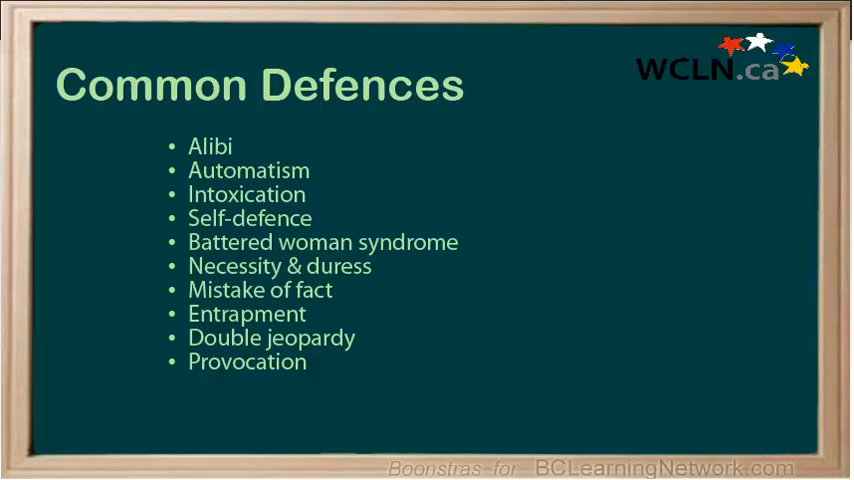 WCLN.ca
Common Defences
• Alibi
• Automatism
• Intoxication
• Self-defence
• Battered woman syndrome
• Necessity & duress
• Mistake of fact
• Entrapment
• Double jeopardy
• Provocation
Boonstras for BCLearningNetwork.com